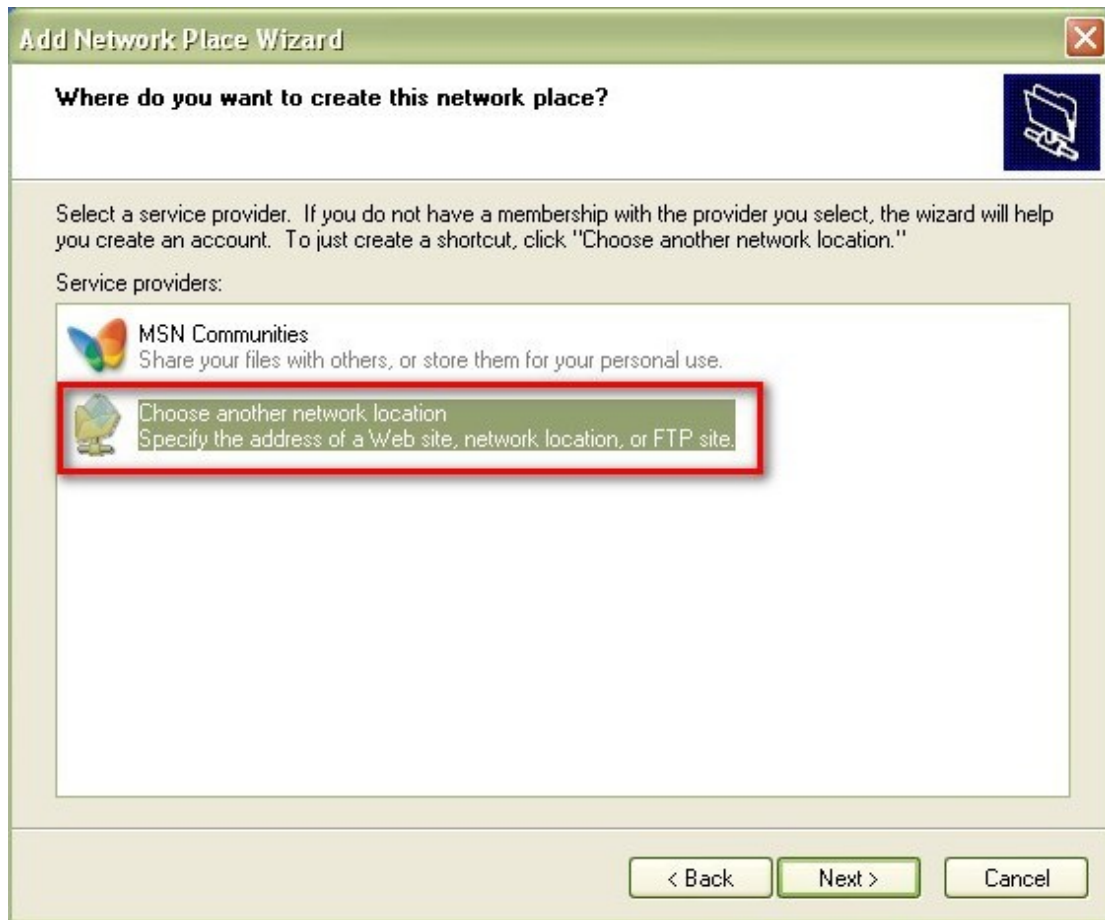 Add Network Place Wizard
Where do you want to create this network place?
Select a service provider. If you do not have a membership with the provider you select, the wizard will help
you create an account. To just create a shortcut, click "Choose another network location."
Service providers:
MSN Communities
Share your files with others, or store them for your personal use.
Choose another network location
Specify the address of a Web site, network location, or FTP site.
< Back Next > Cancel